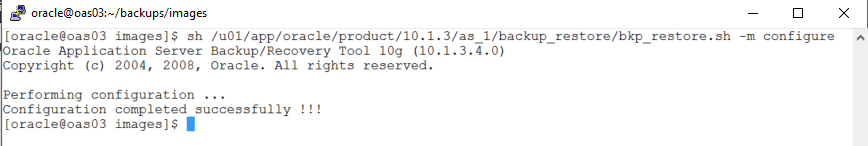 oracle@oas03:~/backups/images
[oracle@oas03 images]$ sh /u01/app/oracle/product/10.1.3/as_1/backup_restore/bkp_restore.sh -m configure
Oracle Application Server Backup/Recovery Tool 10g (10.1.3.4.0)
Copyright (c) 2004, 2008, Oracle. All rights reserved.
Performing configuration ...
Configuration completed successfully !!!
[oracle@oas03 images]$